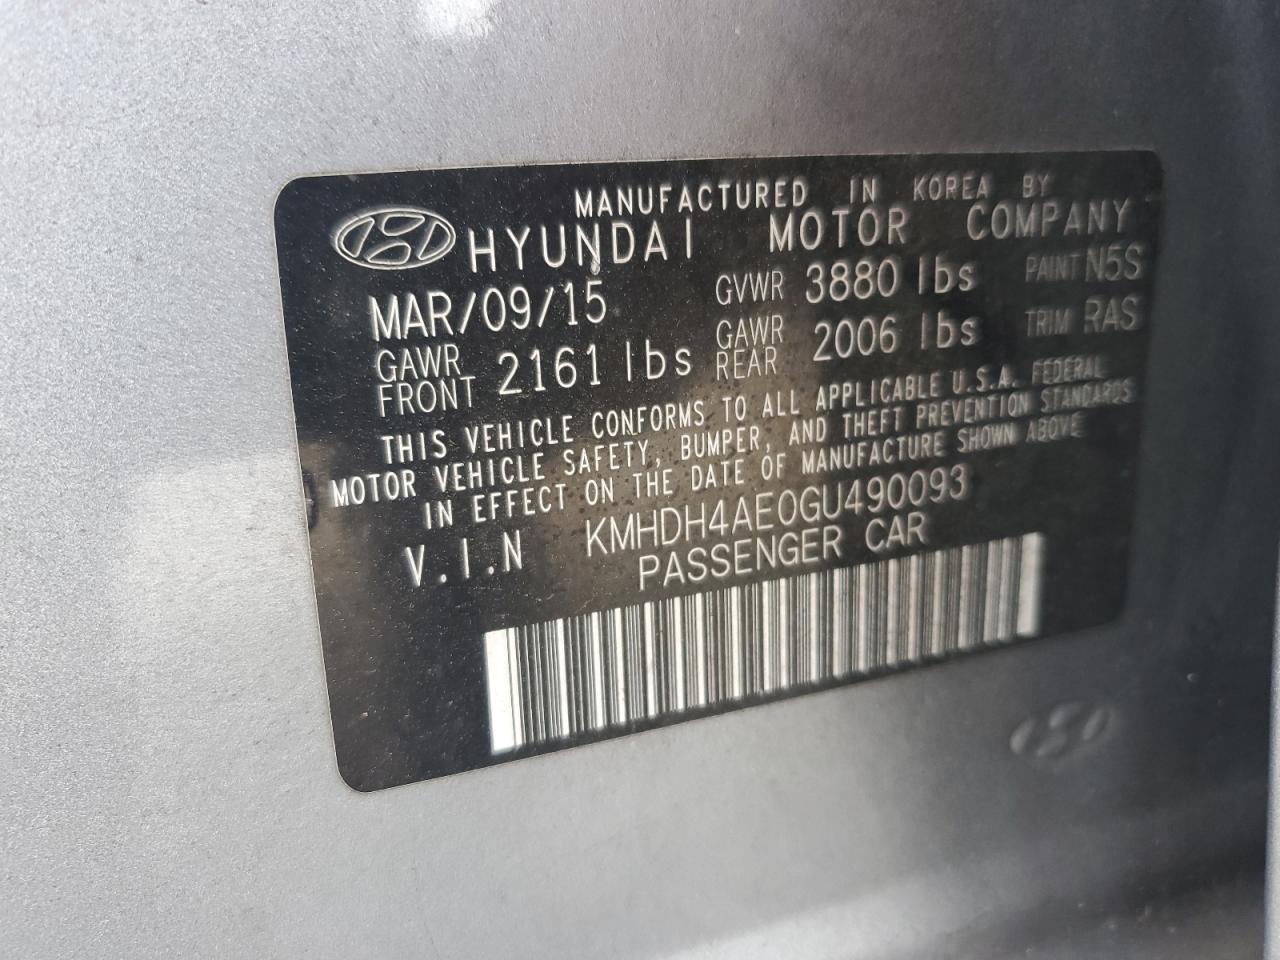 MANUFACTURED IN KOREA BY
HYUNDAI MOTOR COMPANY
MAR/09/15 GVWR 3880 lbs PAINT N5S
GAWR FRONT 2161 lbs GAWR REAR 2006 lbs TRIM RAS
THIS VEHICLE CONFORMS TO ALL APPLICABLE U.S.A. FEDERAL
MOTOR VEHICLE SAFETY, BUMPER, AND THEFT PREVENTION STANDARDS
IN EFFECT ON THE DATE OF MANUFACTURE SHOWN ABOVE
V.I.N KMHDH4AE0GU490093
PASSENGER CAR